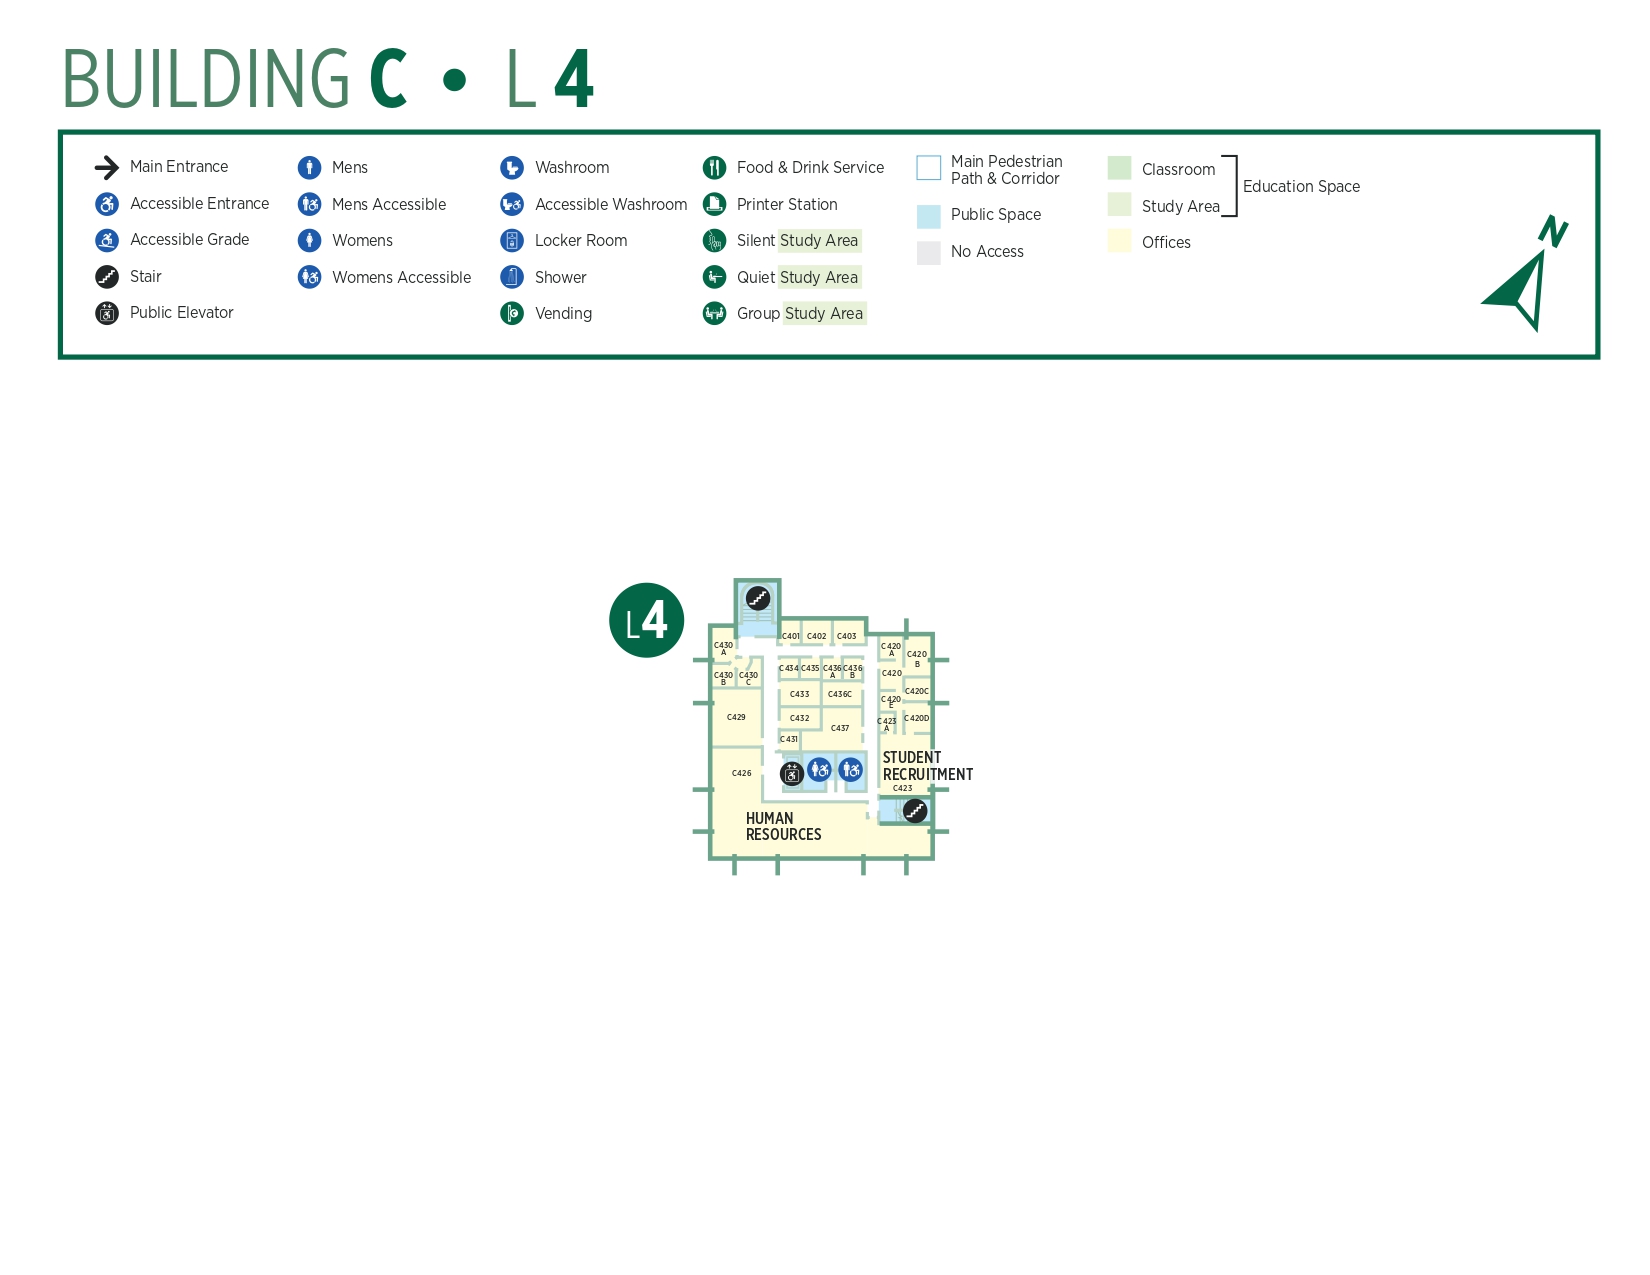 BUILDING C • L 4
Main Entrance
Accessible Entrance
Accessible Grade
Stair
Public Elevator
Mens
Mens Accessible
Womens
Womens Accessible
Washroom
Accessible Washroom
Locker Room
Shower
Vending
Food & Drink Service
Printer Station
Silent Study Area
Quiet Study Area
Group Study Area
Main Pedestrian
Path & Corridor
Public Space
No Access
Classroom
Study Area
Education Space
Offices
N
L4
C401 C402 C403
C430
A
C420
A
C420
B
C430
B
C430
C
C434 C435 C436
A
C436
B
C420
C433 C436C
C420C
C420
E
C429
C432
C423
A
C420D
C437
C431
C426
STUDENT
RECRUITMENT
C423
HUMAN
RESOURCES